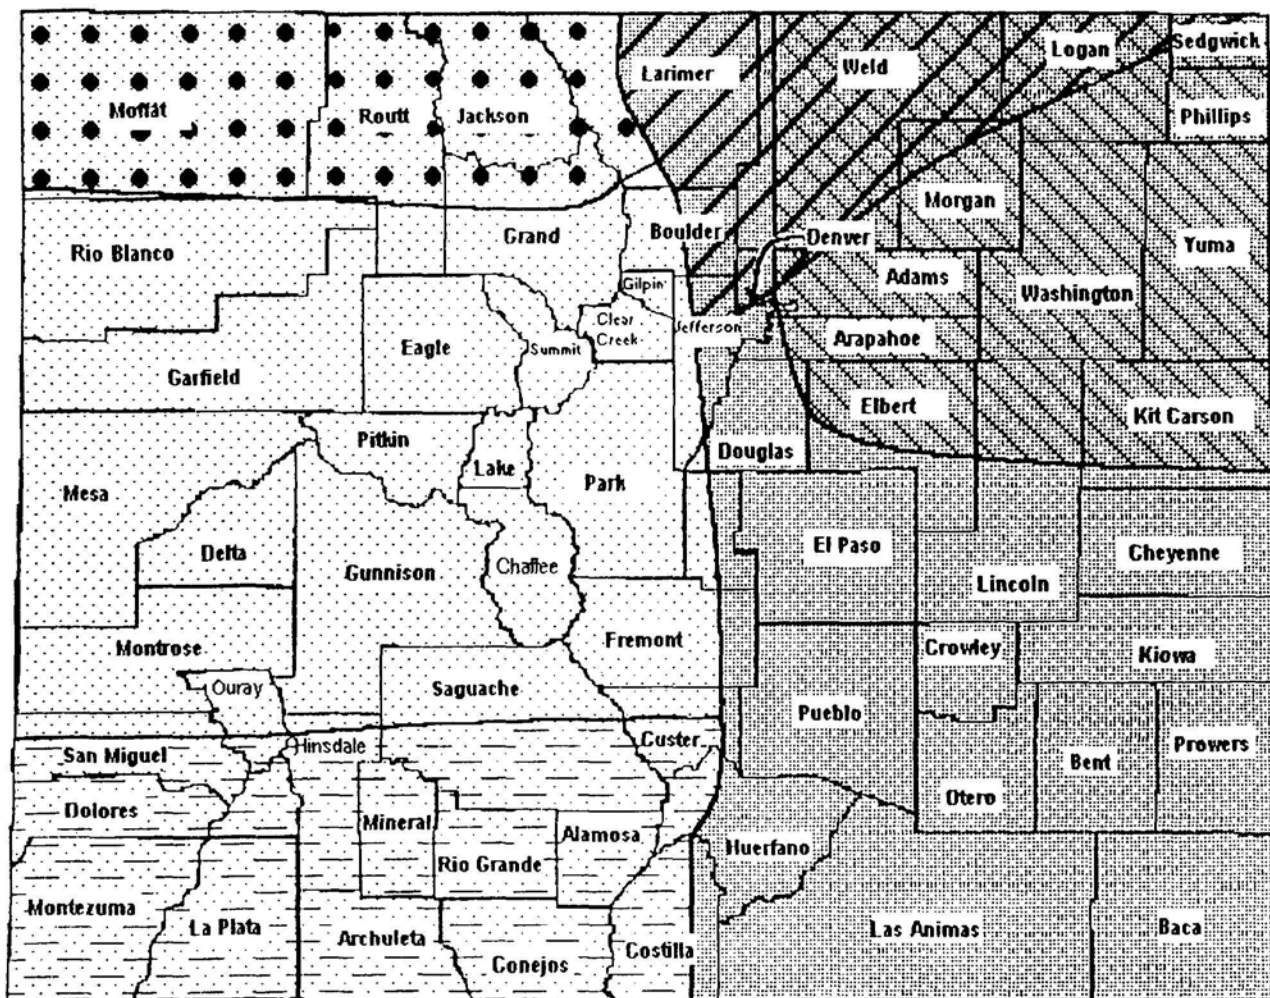 Sedgwick
Logan
Weld
Larimer
Moffat
Phillips
Routt
Jackson
Morgan
Boulder
Grand
Denver
Yuma
Rio Blanco
Adams
Gilpin
Washington
Clear
Creek
Jefferson
Arapahoe
Eagle
Summit
Garfield
Elbert
Kit Carson
Pitkin
Douglas
Lake
Park
Mesa
El Paso
Delta
Cheyenne
Chaffee
Gunnison
Lincoln
Fremont
Montrose
Crowley
Kiowa
Ouray
Saguache
Pueblo
Custer
Hinsdale
San Miguel
Prowers
Bent
Otero
Dolores
Mineral
Alamosa
Huerfano
Rio Grande
Montezuma
La Plata
Archuleta
Costilla
Las Animas
Baca
Conejos